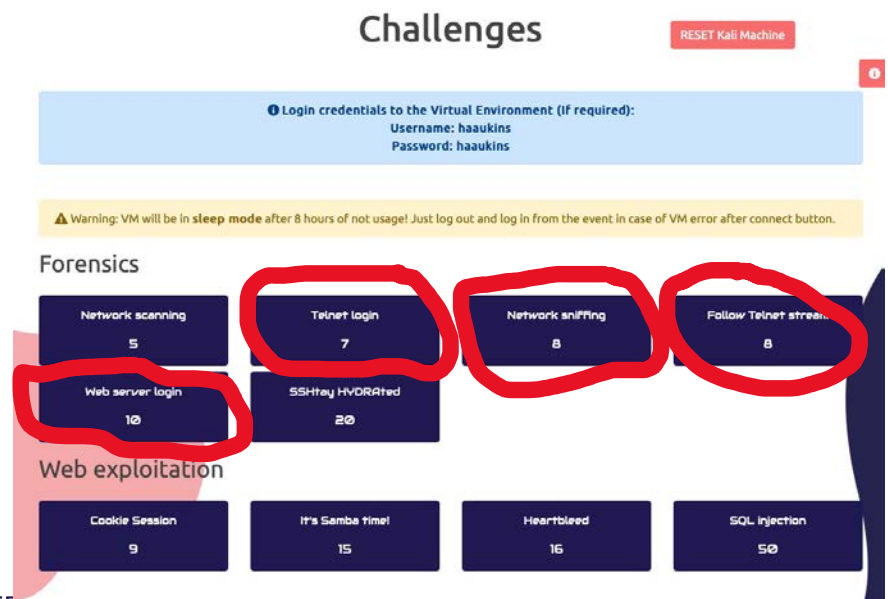 Challenges
RESET Kali Machine
Login credentials to the Virtual Environment (If required):
Username: haaukins
Password: haaukins
Warning: VM will be in sleep mode after 8 hours of not usage! Just log out and log in from the event in case of VM error after connect button.
Forensics
Network scanning
5
Telnet login
7
Network sniffing
8
Follow Telnet stream
8
Web server login
10
SSHtay HYDRAted
20
Web exploitation
Cookie Session
9
It's Samba time!
15
Heartbleed
16
SQL injection
50